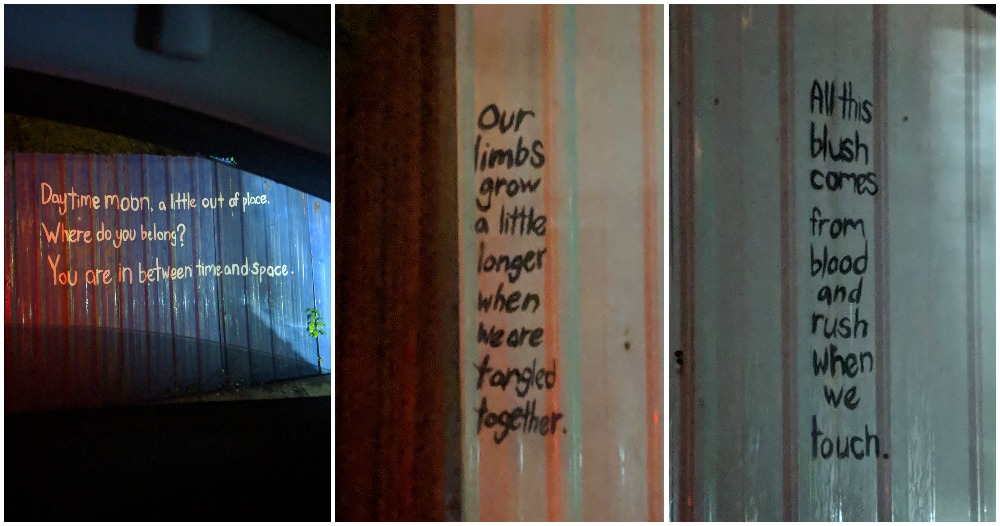 Daytime moon, a little out of place.
Where do you belong?
You are in between time and space.
Our
limbs
grow
a little
longer
when
we are
tangled
together.
All this
blush
comes
from
blood
and
rush
when
we
touch.